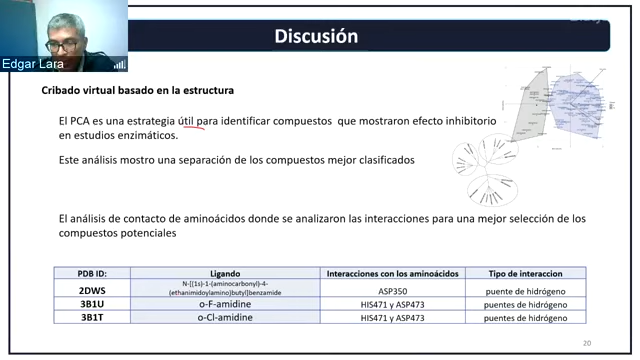 Discusión
Edgar Lara
Cribado virtual basado en la estructura
El PCA es una estrategia útil para identificar compuestos que mostraron efecto inhibitorio
en estudios enzimáticos.
Este análisis mostro una separación de los compuestos mejor clasificados
El análisis de contacto de aminoácidos donde se analizaron las interacciones para una mejor selección de los
compuestos potenciales
PDB ID: Ligando Interacciones con los aminoácidos Tipo de interaccion
N-[(1s)-1-(aminocarbonyl)-4-
2DWS (ethanimidoylamino)butyl]benzamide ASP350 puente de hidrógeno
3B1U o-F-amidine HIS471 y ASP473 puentes de hidrógeno
3B1T o-Cl-amidine HIS471 y ASP473 puentes de hidrógeno
20